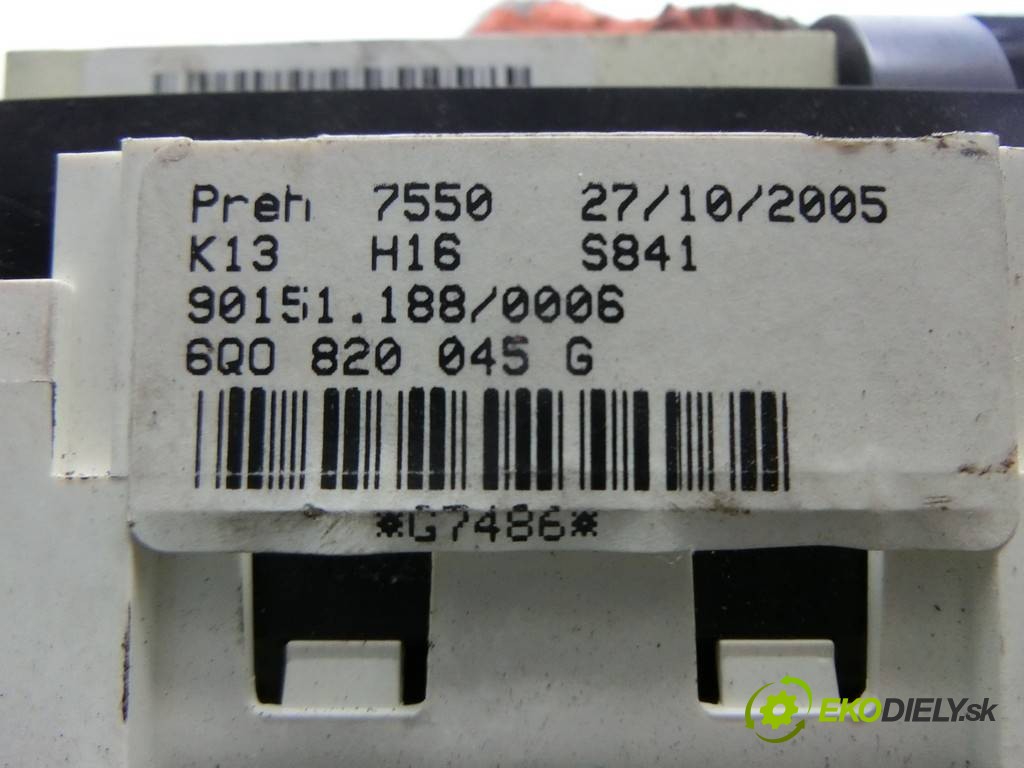 Preh 7550 27/10/2005
K13 H16 S841
90151.188/0006
6Q0 820 045 G
*G7486*
EKODIELY.sk